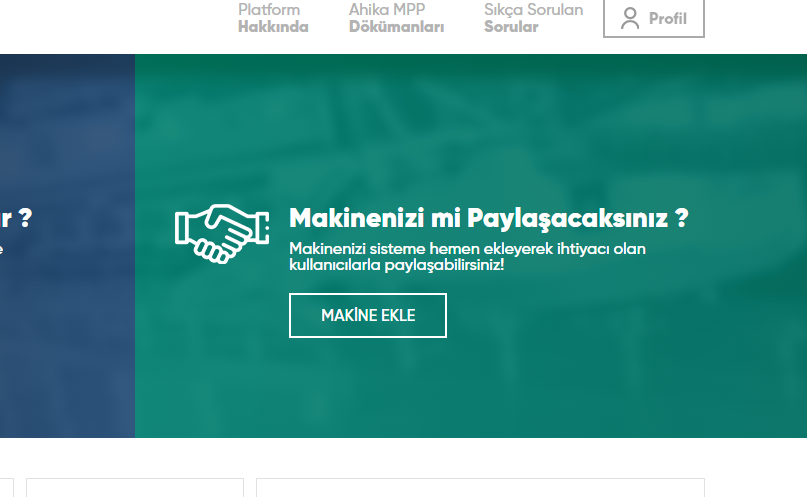 Platform
Hakkında
Ahika MPP
Dökümanları
Sıkça Sorulan
Sorular
Profil
r ?
e
Makinenizi mi Paylaşacaksınız ?
Makinenizi sisteme hemen ekleyerek ihtiyacı olan
kullanıcılarla paylaşabilirsiniz!
MAKİNE EKLE